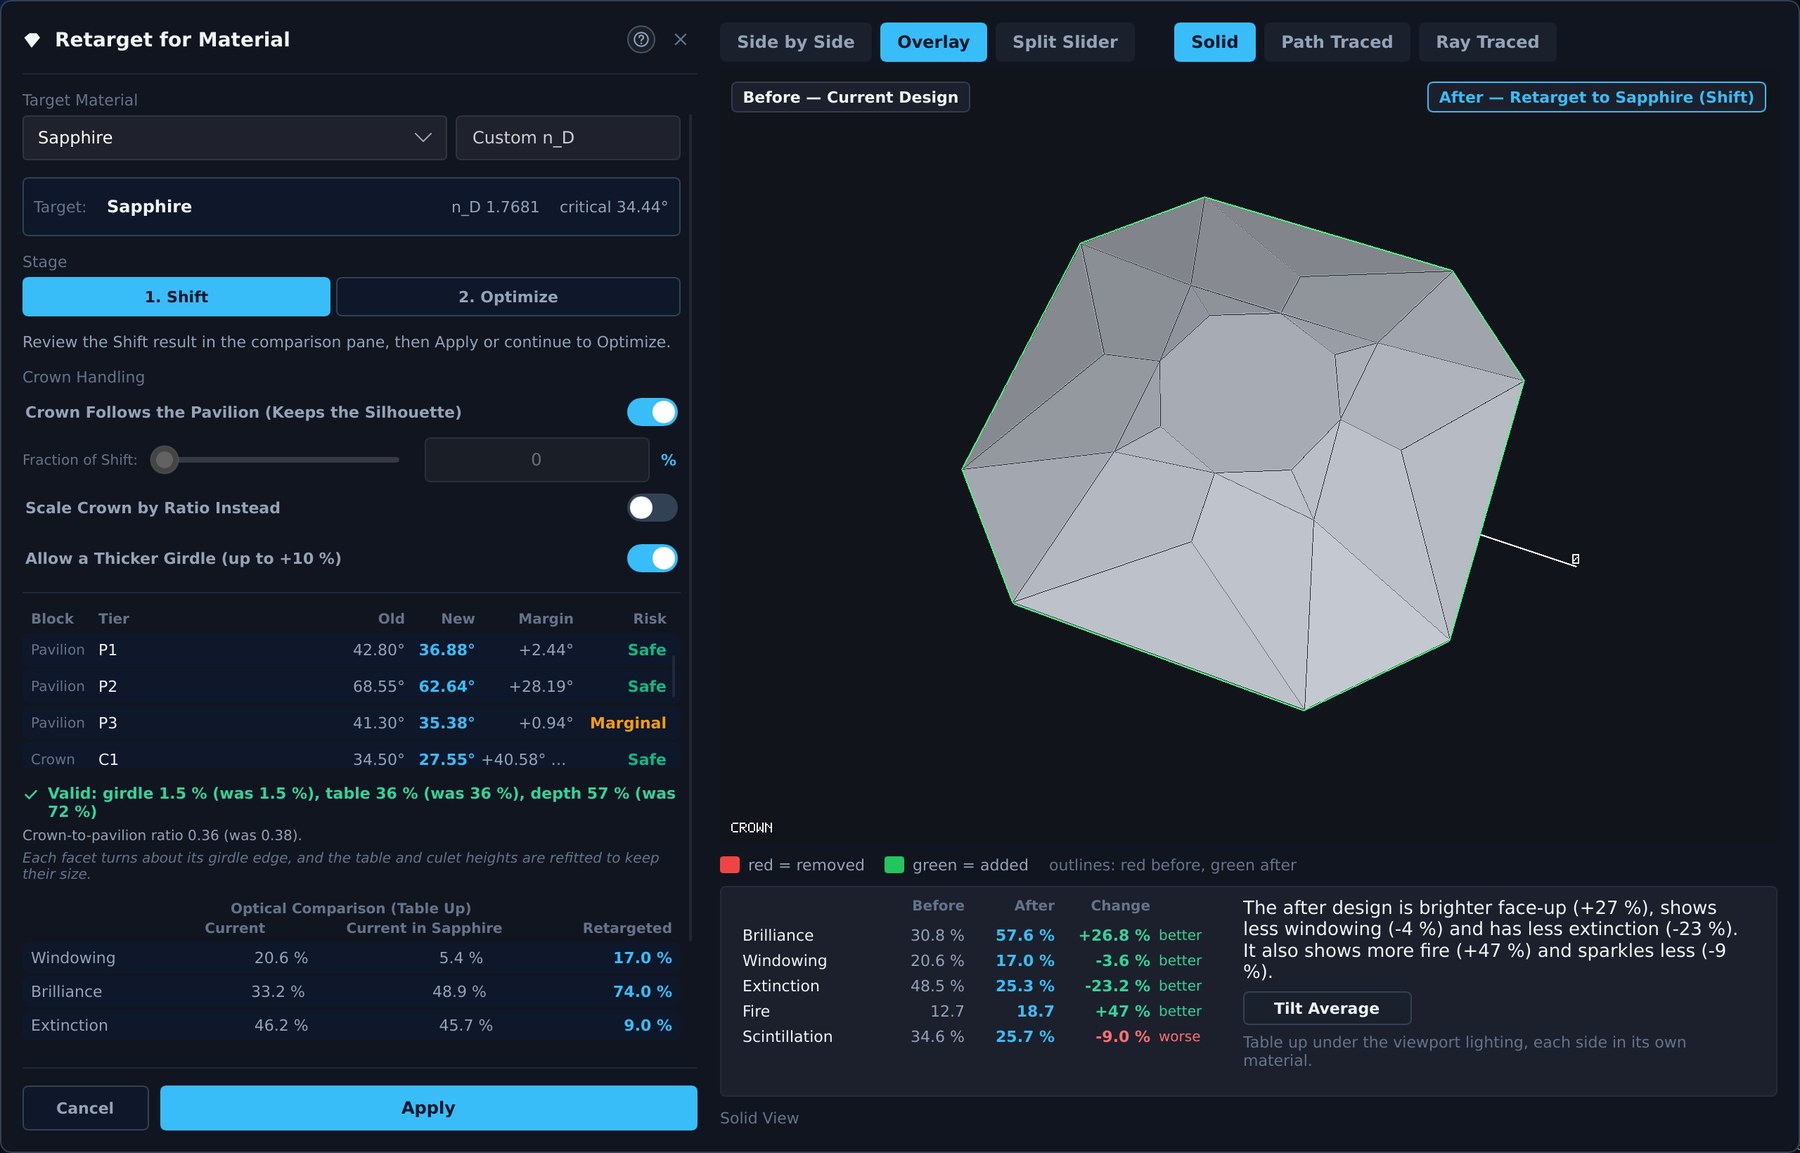 Retarget for Material
Target Material
Sapphire
Custom n_D
Target: Sapphire n_D 1.7681 critical 34.44°
Stage
1. Shift
2. Optimize
Review the Shift result in the comparison pane, then Apply or continue to Optimize.
Crown Handling
Crown Follows the Pavilion (Keeps the Silhouette)
Fraction of Shift: 0 %
Scale Crown by Ratio Instead
Allow a Thicker Girdle (up to +10 %)
Block Tier Old New Margin Risk
Pavilion P1 42.80° 36.88° +2.44° Safe
Pavilion P2 68.55° 62.64° +28.19° Safe
Pavilion P3 41.30° 35.38° +0.94° Marginal
Crown C1 34.50° 27.55° +40.58° ... Safe
Valid: girdle 1.5 % (was 1.5 %), table 36 % (was 36 %), depth 57 % (was
72 %)
Crown-to-pavilion ratio 0.36 (was 0.38).
Each facet turns about its girdle edge, and the table and culet heights are refitted to keep
their size.
Optical Comparison (Table Up)
Current Current in Sapphire Retargeted
Windowing 20.6 % 5.4 % 17.0 %
Brilliance 33.2 % 48.9 % 74.0 %
Extinction 46.2 % 45.7 % 9.0 %
Cancel
Apply
Side by Side
Overlay
Split Slider
Solid
Path Traced
Ray Traced
Before — Current Design
After — Retarget to Sapphire (Shift)
CROWN
red = removed green = added outlines: red before, green after
Before After Change
Brilliance 30.8 % 57.6 % +26.8 % better
Windowing 20.6 % 17.0 % -3.6 % better
Extinction 48.5 % 25.3 % -23.2 % better
Fire 12.7 18.7 +47 % better
Scintillation 34.6 % 25.7 % -9.0 % worse
The after design is brighter face-up (+27 %), shows
less windowing (-4 %) and has less extinction (-23 %).
It also shows more fire (+47 %) and sparkles less (-9
%).
Tilt Average
Table up under the viewport lighting, each side in its own
material.
Solid View